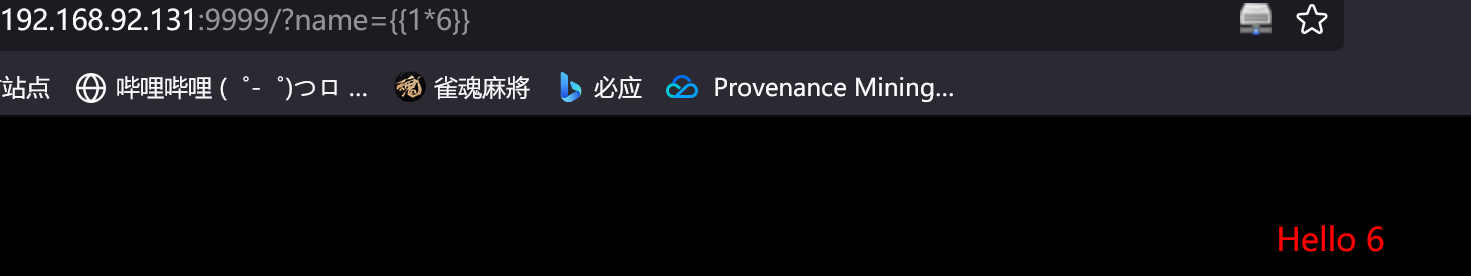 192.168.92.131:9999/?name={{1*6}}
站点 哔哩哔哩 ( ゜- ゜)つロ ... 雀魂麻將 必应 Provenance Mining...
Hello 6